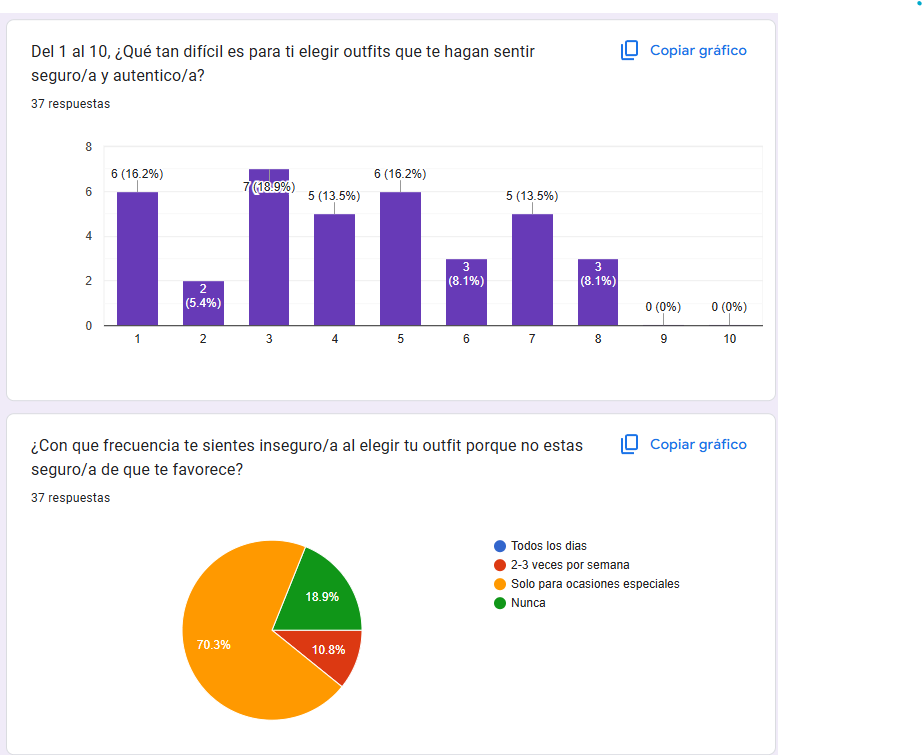 Del 1 al 10, ¿Qué tan difícil es para ti elegir outfits que te hagan sentir
seguro/a y autentico/a?
Copiar gráfico
37 respuestas
8
6
4
2
0
6 (16.2%)
2
(5.4%)
7 (18.9%)
5 (13.5%)
6 (16.2%)
3
(8.1%)
5 (13.5%)
3
(8.1%)
0 (0%)
0 (0%)
1
2
3
4
5
6
7
8
9
10
¿Con que frecuencia te sientes inseguro/a al elegir tu outfit porque no estas
seguro/a de que te favorece?
Copiar gráfico
37 respuestas
18.9%
70.3%
10.8%
Todos los dias
2-3 veces por semana
Solo para ocasiones especiales
Nunca